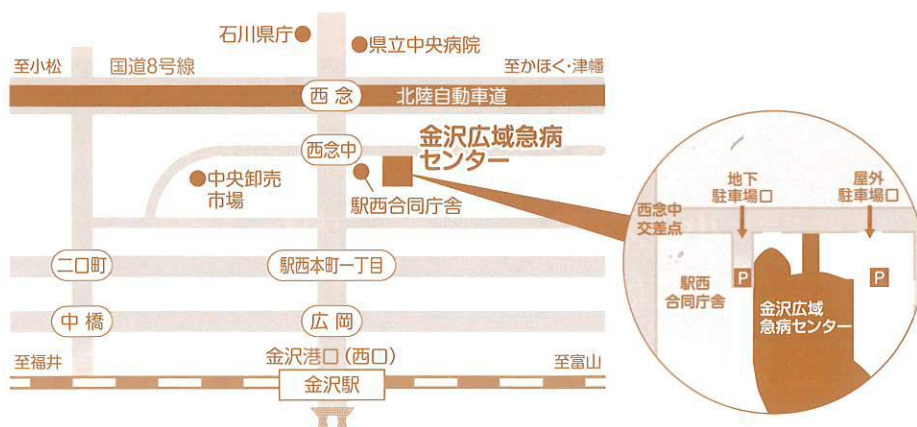 石川県庁
県立中央病院
至小松
国道8号線
至かほく・津幡
西念
北陸自動車道
西念中
金沢広域急病
センター
中央卸売
市場
駅西合同庁舎
二口町
駅西本町一丁目
中橋
広岡
金沢港口(西口)
至福井
至富山
金沢駅
地下
駐車場口
屋外
駐車場口
西念中
交差点
P
P
駅西
合同庁舎
金沢広域
急病センター